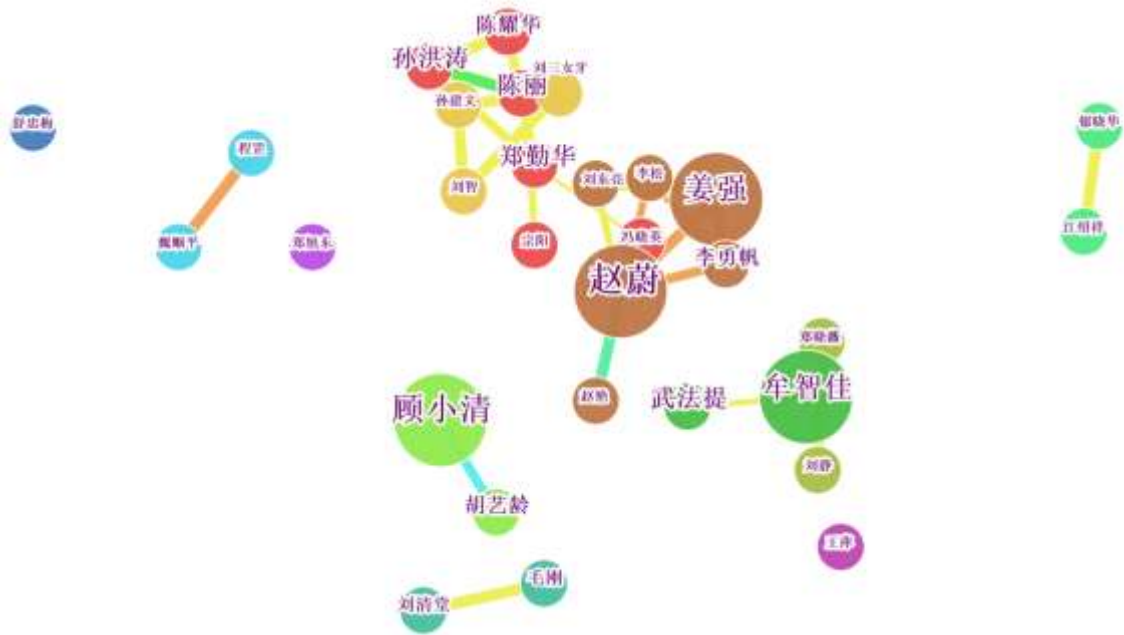 陈耀华
孙洪涛
刘三女牙
陈丽
孙建文
舒忠梅
郁晓华
程罡
郑勤华
刘智
刘东亮
李松
姜强
江绍祥
魏顺平
郑旭东
宗阳
冯晓英
李勇帆
赵蔚
郑晓薇
赵艳
武法提
牟智佳
顾小清
刘静
胡艺龄
王萍
毛刚
刘清堂